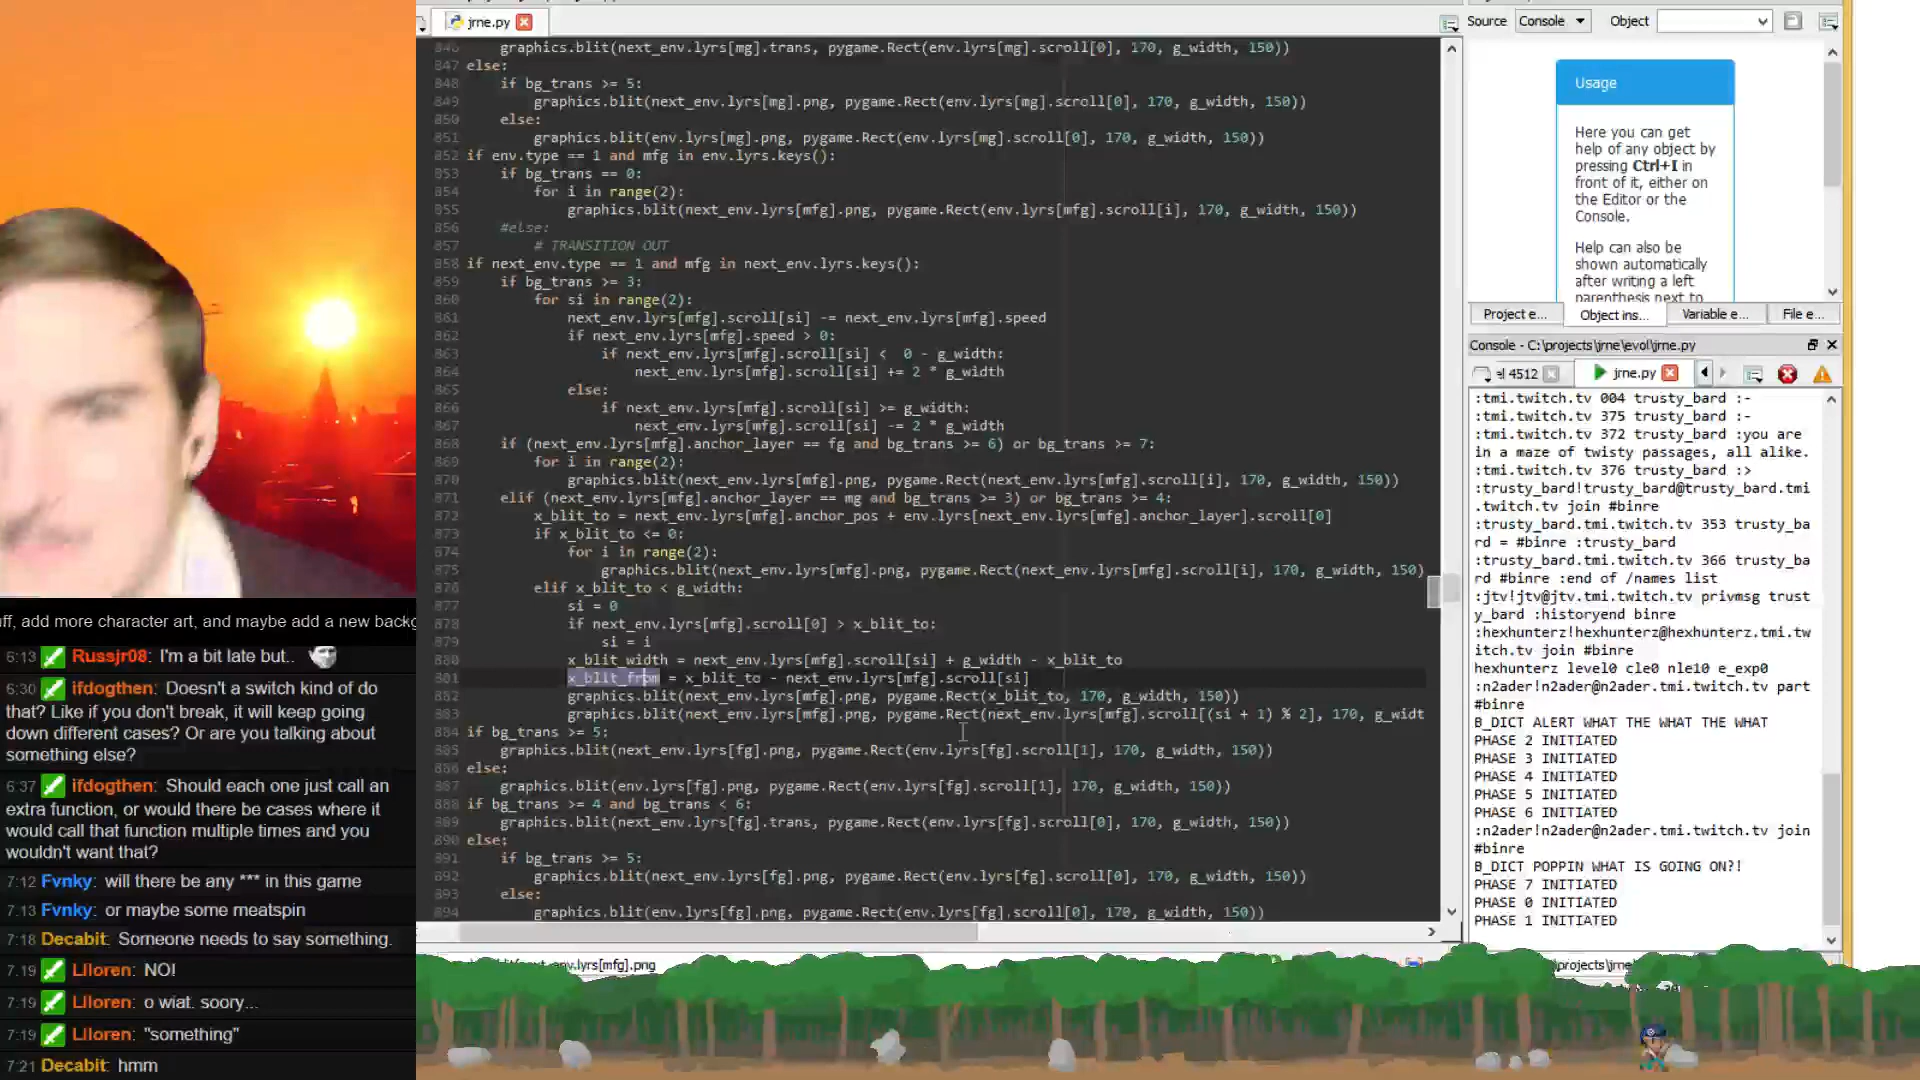 jrne.py
846 graphics.blit(next_env.lyrs[mg].trans, pygame.Rect(env.lyrs[mg].scroll[0], 170, g_width, 150))
847 else:
848 if bg_trans >= 5:
849 graphics.blit(next_env.lyrs[mg].png, pygame.Rect(env.lyrs[mg].scroll[0], 170, g_width, 150))
850 else:
851 graphics.blit(env.lyrs[mg].png, pygame.Rect(env.lyrs[mg].scroll[0], 170, g_width, 150))
852 if env.type == 1 and mfg in env.lyrs.keys():
853 if bg_trans == 0:
854 for i in range(2):
855 graphics.blit(next_env.lyrs[mfg].png, pygame.Rect(env.lyrs[mfg].scroll[i], 170, g_width, 150))
856 #else:
857 # TRANSITION OUT
858 if next_env.type == 1 and mfg in next_env.lyrs.keys():
859 if bg_trans >= 3:
860 for si in range(2):
861 next_env.lyrs[mfg].scroll[si] -= next_env.lyrs[mfg].speed
862 if next_env.lyrs[mfg].speed > 0:
863 if next_env.lyrs[mfg].scroll[si] < 0 - g_width:
864 next_env.lyrs[mfg].scroll[si] += 2 * g_width
865 else:
866 if next_env.lyrs[mfg].scroll[si] >= g_width:
867 next_env.lyrs[mfg].scroll[si] -= 2 * g_width
868 if (next_env.lyrs[mfg].anchor_layer == fg and bg_trans >= 6) or bg_trans >= 7:
869 for i in range(2):
870 graphics.blit(next_env.lyrs[mfg].png, pygame.Rect(next_env.lyrs[mfg].scroll[i], 170, g_width, 150))
871 elif (next_env.lyrs[mfg].anchor_layer == mg and bg_trans >= 3) or bg_trans >= 4:
872 x_blit_to = next_env.lyrs[mfg].anchor_pos + env.lyrs[next_env.lyrs[mfg].anchor_layer].scroll[0]
873 if x_blit_to <= 0:
874 for i in range(2):
875 graphics.blit(next_env.lyrs[mfg].png, pygame.Rect(next_env.lyrs[mfg].scroll[i], 170, g_width, 150)
876 elif x_blit_to < g_width:
877 si = 0
878 if next_env.lyrs[mfg].scroll[0] > x_blit_to:
879 si = i
880 x_blit_width = next_env.lyrs[mfg].scroll[si] + g_width - x_blit_to
881 x_blit_from = x_blit_to - next_env.lyrs[mfg].scroll[si]
882 graphics.blit(next_env.lyrs[mfg].png, pygame.Rect(x_blit_to, 170, g_width, 150))
883 graphics.blit(next_env.lyrs[mfg].png, pygame.Rect(next_env.lyrs[mfg].scroll[(si + 1) % 2], 170, g_widt
884 if bg_trans >= 5:
885 graphics.blit(next_env.lyrs[fg].png, pygame.Rect(env.lyrs[fg].scroll[1], 170, g_width, 150))
886 else:
887 graphics.blit(env.lyrs[fg].png, pygame.Rect(env.lyrs[fg].scroll[1], 170, g_width, 150))
888 if bg_trans >= 4 and bg_trans < 6:
889 graphics.blit(next_env.lyrs[fg].trans, pygame.Rect(env.lyrs[fg].scroll[0], 170, g_width, 150))
890 else:
891 if bg_trans >= 5:
892 graphics.blit(next_env.lyrs[fg].png, pygame.Rect(env.lyrs[fg].scroll[0], 170, g_width, 150))
893 else:
894 graphics.blit(env.lyrs[fg].png, pygame.Rect(env.lyrs[fg].scroll[0], 170, g_width, 150))
env.lyrs[mfg].png
ff, add more character art, and maybe add a new backg
6:13 Russjr08: I'm a bit late but..
6:30 ifdogthen: Doesn't a switch kind of do
that? Like if you don't break, it will keep going
down different cases? Or are you talking about
something else?
6:37 ifdogthen: Should each one just call an
extra function, or would there be cases where it
would call that function multiple times and you
wouldn't want that?
7:12 Fvnky: will there be any *** in this game
7:13 Fvnky: or maybe some meatspin
7:18 Decabit: Someone needs to say something.
7:19 Llloren: NO!
7:19 Llloren: o wiat. soory...
7:19 Llloren: "something"
7:21 Decabit: hmm
Source Console Object
Usage
Here you can get
help of any object by
pressing Ctrl+I in
front of it, either on
the Editor or the
Console.
Help can also be
shown automatically
after writing a left
parenthesis next to
Project e... Object ins... Variable e... File e...
Console - C:\projects\jrne\evol\jrne.py
el 4512 jrne.py
:tmi.twitch.tv 004 trusty_bard :-
:tmi.twitch.tv 375 trusty_bard :-
:tmi.twitch.tv 372 trusty_bard :you are
in a maze of twisty passages, all alike.
:tmi.twitch.tv 376 trusty_bard :>
:trusty_bard!trusty_bard@trusty_bard.tmi
.twitch.tv join #binre
:trusty_bard.tmi.twitch.tv 353 trusty_ba
rd = #binre :trusty_bard
:trusty_bard.tmi.twitch.tv 366 trusty_ba
rd #binre :end of /names list
:jtv!jtv@jtv.tmi.twitch.tv privmsg trust
y_bard :historyend binre
:hexhunterz!hexhunterz@hexhunterz.tmi.tw
itch.tv join #binre
hexhunterz level0 cle0 nle10 e_exp0
:n2ader!n2ader@n2ader.tmi.twitch.tv part
#binre
B_DICT ALERT WHAT THE WHAT THE WHAT
PHASE 2 INITIATED
PHASE 3 INITIATED
PHASE 4 INITIATED
PHASE 5 INITIATED
PHASE 6 INITIATED
:n2ader!n2ader@n2ader.tmi.twitch.tv join
#binre
B_DICT POPPIN WHAT IS GOING ON?!
PHASE 7 INITIATED
PHASE 0 INITIATED
PHASE 1 INITIATED
projects\jrne